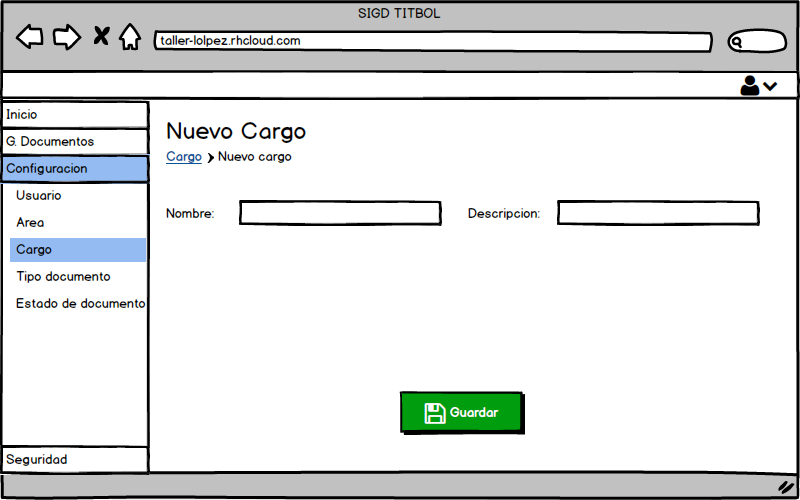 SIGD TITBOL
taller-lolpez.rhcloud.com
Inicio
G. Documentos
Configuracion
Usuario
Area
Cargo
Tipo documento
Estado de documento
Seguridad
Nuevo Cargo
Cargo > Nuevo cargo
Nombre:
Descripcion:
Guardar